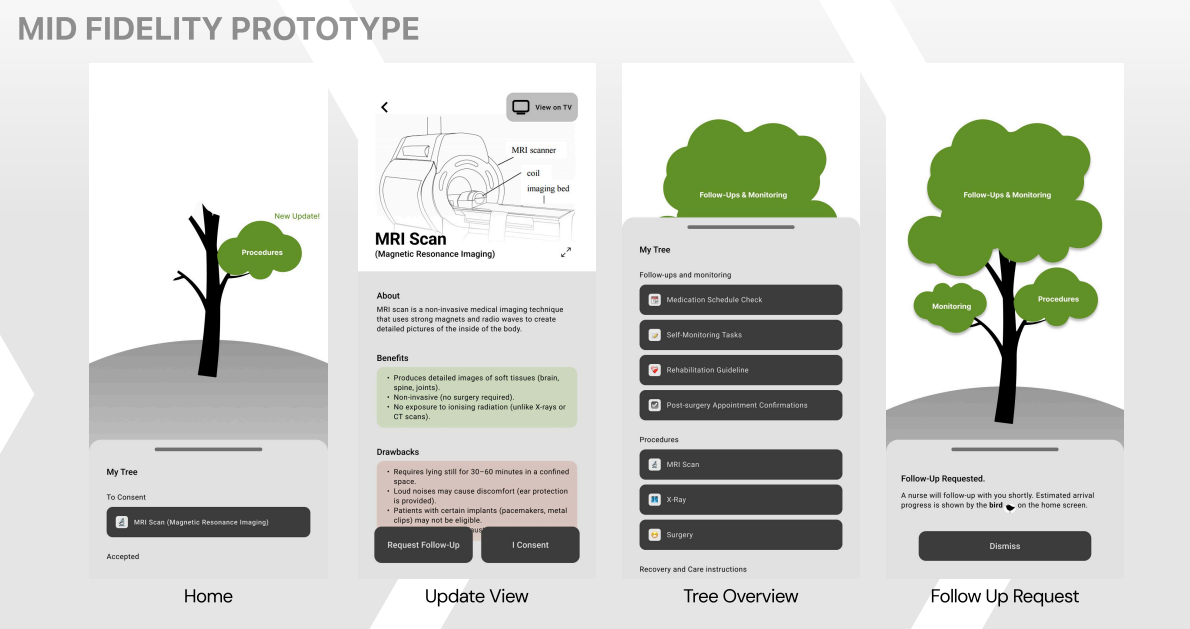 MID FIDELITY PROTOTYPE
New Update!
Procedures
My Tree
To Consent
MRI Scan (Magnetic Resonance Imaging)
Accepted
Home
View on TV
MRI scanner
coil
imaging bed
MRI Scan
(Magnetic Resonance Imaging)
About
MRI scan is a non-invasive medical imaging technique
that uses strong magnets and radio waves to create
detailed pictures of the inside of the body.
Benefits
• Produces detailed images of soft tissues (brain,
spine, joints).
• Non-invasive (no surgery required).
• No exposure to ionising radiation (unlike X-rays or
CT scans).
Drawbacks
• Requires lying still for 30–60 minutes in a confined
space.
• Loud noises may cause discomfort (ear protection
is provided).
• Patients with certain implants (pacemakers, metal
clips) may not be eligible.
Request Follow-Up
I Consent
Update View
Follow-Ups & Monitoring
My Tree
Follow-ups and monitoring
Medication Schedule Check
Self-Monitoring Tasks
Rehabilitation Guideline
Post-surgery Appointment Confirmations
Procedures
MRI Scan
X-Ray
Surgery
Recovery and Care instructions
Tree Overview
Follow-Ups & Monitoring
Monitoring
Procedures
Follow-Up Requested.
A nurse will follow-up with you shortly. Estimated arrival
progress is shown by the bird on the home screen.
Dismiss
Follow Up Request